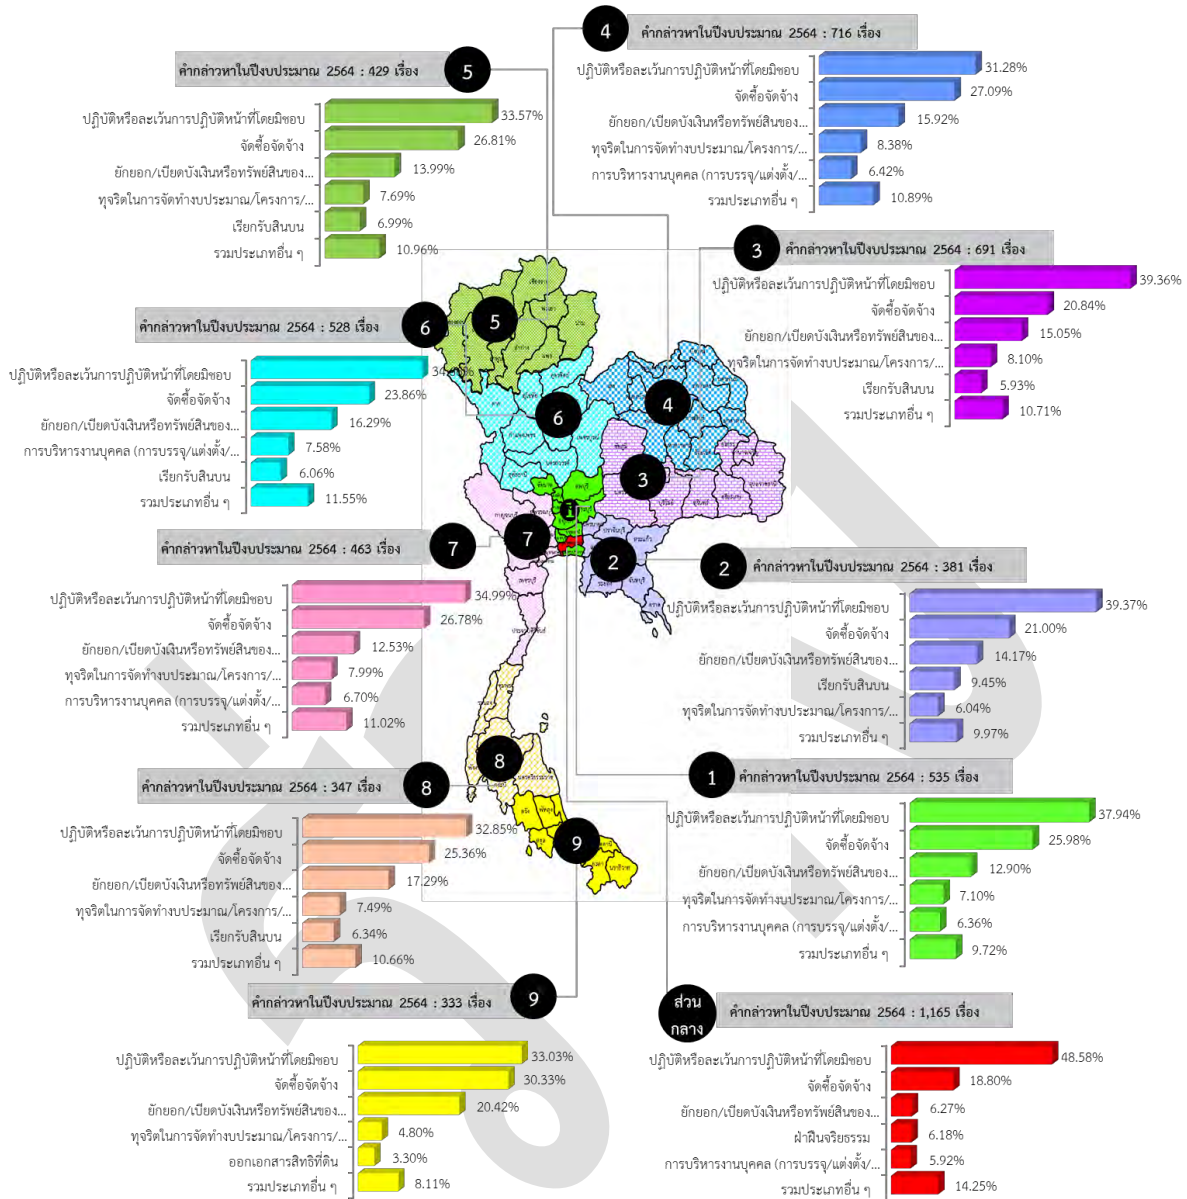 4
คำกล่าวหาในปีงบประมาณ 2564 : 716 เรื่อง
ปฏิบัติหรือละเว้นการปฏิบัติหน้าที่โดยมิชอบ 31.28%
จัดซื้อจัดจ้าง 27.09%
ยักยอก/เบียดบังเงินหรือทรัพย์สินของ... 15.92%
ทุจริตในการจัดทำงบประมาณ/โครงการ/... 8.38%
การบริหารงานบุคคล (การบรรจุ/แต่งตั้ง/... 6.42%
รวมประเภทอื่น ๆ 10.89%
คำกล่าวหาในปีงบประมาณ 2564 : 429 เรื่อง
5
ปฏิบัติหรือละเว้นการปฏิบัติหน้าที่โดยมิชอบ 33.57%
จัดซื้อจัดจ้าง 26.81%
ยักยอก/เบียดบังเงินหรือทรัพย์สินของ... 13.99%
ทุจริตในการจัดทำงบประมาณ/โครงการ/... 7.69%
เรียกรับสินบน 6.99%
รวมประเภทอื่น ๆ 10.96%
3
คำกล่าวหาในปีงบประมาณ 2564 : 691 เรื่อง
ปฏิบัติหรือละเว้นการปฏิบัติหน้าที่โดยมิชอบ 39.36%
จัดซื้อจัดจ้าง 20.84%
ยักยอก/เบียดบังเงินหรือทรัพย์สินของ... 15.05%
ทุจริตในการจัดทำงบประมาณ/โครงการ/... 8.10%
เรียกรับสินบน 5.93%
รวมประเภทอื่น ๆ 10.71%
คำกล่าวหาในปีงบประมาณ 2564 : 528 เรื่อง
6
ปฏิบัติหรือละเว้นการปฏิบัติหน้าที่โดยมิชอบ
จัดซื้อจัดจ้าง 23.86%
ยักยอก/เบียดบังเงินหรือทรัพย์สินของ... 16.29%
การบริหารงานบุคคล (การบรรจุ/แต่งตั้ง/... 7.58%
เรียกรับสินบน 6.06%
รวมประเภทอื่น ๆ 11.55%
5
6
4
3
1
7
2
8
9
คำกล่าวหาในปีงบประมาณ 2564 : 463 เรื่อง
7
ปฏิบัติหรือละเว้นการปฏิบัติหน้าที่โดยมิชอบ 34.99%
จัดซื้อจัดจ้าง 26.78%
ยักยอก/เบียดบังเงินหรือทรัพย์สินของ... 12.53%
ทุจริตในการจัดทำงบประมาณ/โครงการ/... 7.99%
การบริหารงานบุคคล (การบรรจุ/แต่งตั้ง/... 6.70%
รวมประเภทอื่น ๆ 11.02%
2
คำกล่าวหาในปีงบประมาณ 2564 : 381 เรื่อง
ปฏิบัติหรือละเว้นการปฏิบัติหน้าที่โดยมิชอบ 39.37%
จัดซื้อจัดจ้าง 21.00%
ยักยอก/เบียดบังเงินหรือทรัพย์สินของ... 14.17%
เรียกรับสินบน 9.45%
ทุจริตในการจัดทำงบประมาณ/โครงการ/... 6.04%
รวมประเภทอื่น ๆ 9.97%
คำกล่าวหาในปีงบประมาณ 2564 : 347 เรื่อง
8
ปฏิบัติหรือละเว้นการปฏิบัติหน้าที่โดยมิชอบ 32.85%
จัดซื้อจัดจ้าง 25.36%
ยักยอก/เบียดบังเงินหรือทรัพย์สินของ... 17.29%
ทุจริตในการจัดทำงบประมาณ/โครงการ/... 7.49%
เรียกรับสินบน 6.34%
รวมประเภทอื่น ๆ 10.66%
1
คำกล่าวหาในปีงบประมาณ 2564 : 535 เรื่อง
ปฏิบัติหรือละเว้นการปฏิบัติหน้าที่โดยมิชอบ 37.94%
จัดซื้อจัดจ้าง 25.98%
ยักยอก/เบียดบังเงินหรือทรัพย์สินของ... 12.90%
ทุจริตในการจัดทำงบประมาณ/โครงการ/... 7.10%
การบริหารงานบุคคล (การบรรจุ/แต่งตั้ง/... 6.36%
รวมประเภทอื่น ๆ 9.72%
คำกล่าวหาในปีงบประมาณ 2564 : 333 เรื่อง
9
ปฏิบัติหรือละเว้นการปฏิบัติหน้าที่โดยมิชอบ 33.03%
จัดซื้อจัดจ้าง 30.33%
ยักยอก/เบียดบังเงินหรือทรัพย์สินของ... 20.42%
ทุจริตในการจัดทำงบประมาณ/โครงการ/... 4.80%
ออกเอกสารสิทธิที่ดิน 3.30%
รวมประเภทอื่น ๆ 8.11%
ส่วน
กลาง
คำกล่าวหาในปีงบประมาณ 2564 : 1,165 เรื่อง
ปฏิบัติหรือละเว้นการปฏิบัติหน้าที่โดยมิชอบ 48.58%
จัดซื้อจัดจ้าง 18.80%
ยักยอก/เบียดบังเงินหรือทรัพย์สินของ... 6.27%
ฝ่าฝืนจริยธรรม 6.18%
การบริหารงานบุคคล (การบรรจุ/แต่งตั้ง/... 5.92%
รวมประเภทอื่น ๆ 14.25%